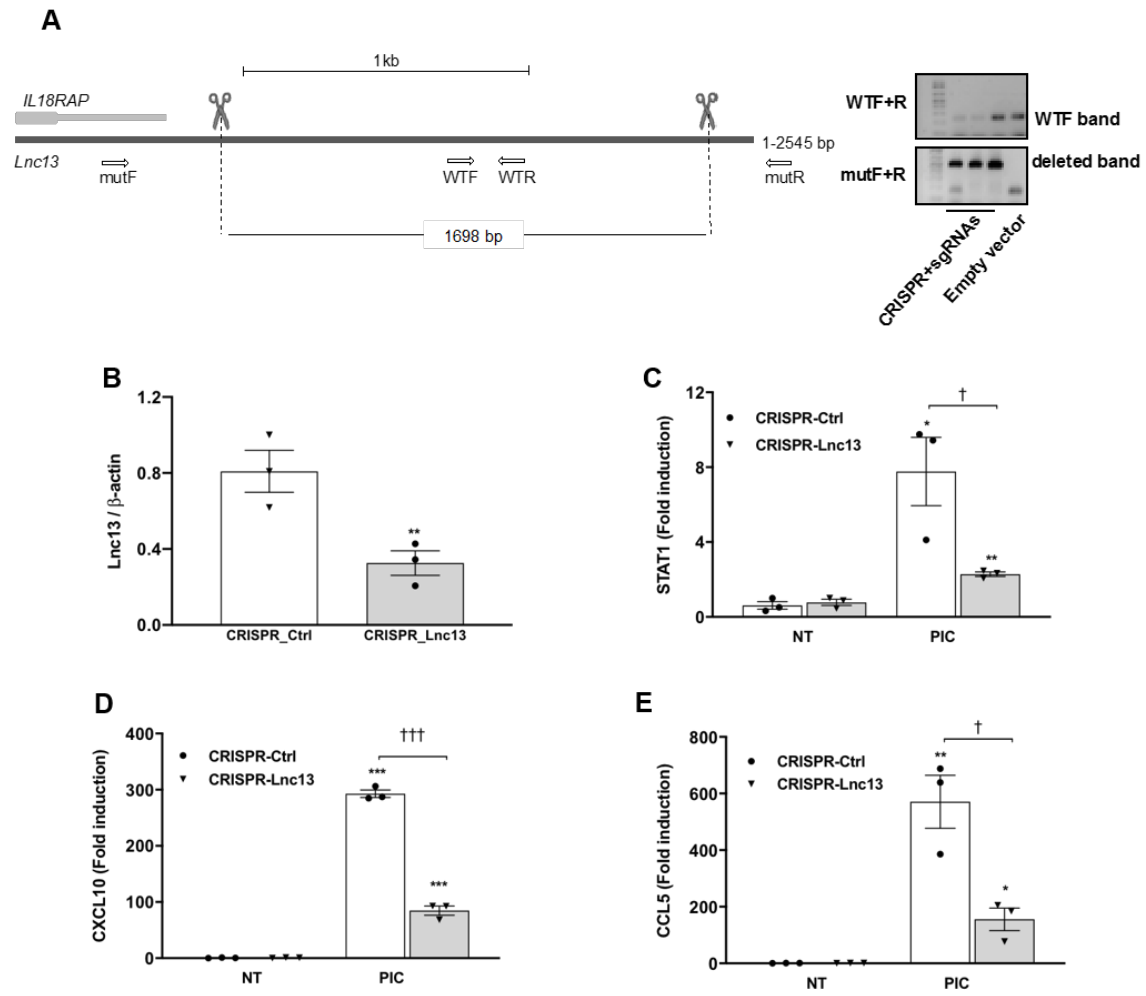 A
1kb
IL18RAP
Lnc13
mutF
WTF
WTR
1-2545 bp
mutR
1698 bp
WTF+R
WTF band
mutF+R
deleted band
CRISPR+sgRNAs
Empty vector
B
Lnc13 / β-actin
1.2
0.8
0.4
0.0
**
CRISPR_Ctrl
CRISPR_Lnc13
C
STAT1 (Fold induction)
12
8
4
0
CRISPR-Ctrl
CRISPR-Lnc13
†
*
**
NT
PIC
D
CXCL10 (Fold induction)
400
300
200
100
0
CRISPR-Ctrl
CRISPR-Lnc13
†††
***
***
NT
PIC
E
CCL5 (Fold induction)
800
600
400
200
0
CRISPR-Ctrl
CRISPR-Lnc13
†
**
*
NT
PIC